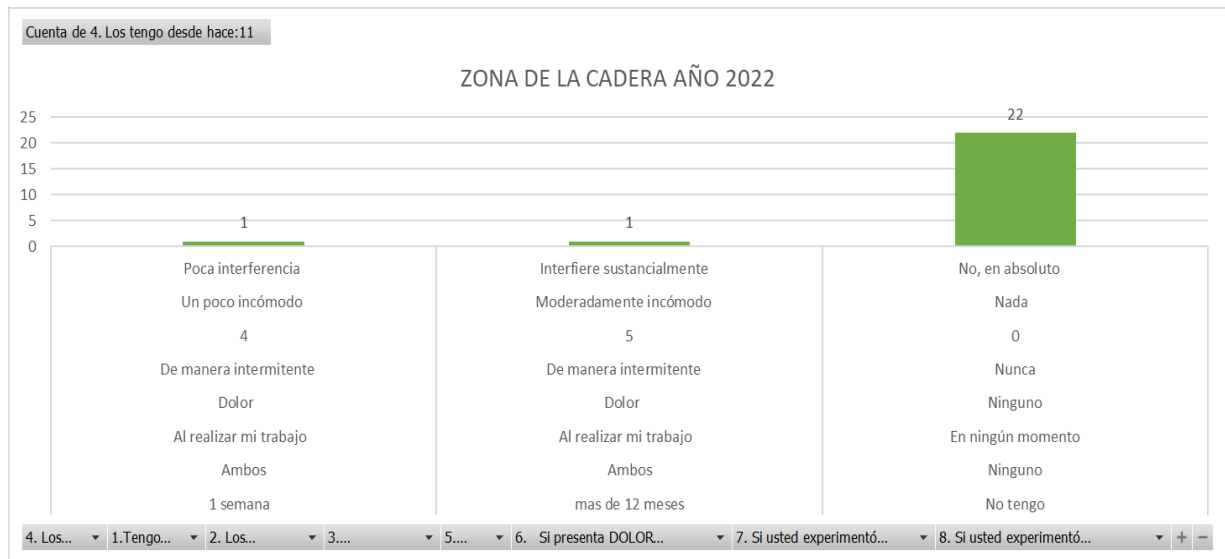 Cuenta de 4. Los tengo desde hace:11
ZONA DE LA CADERA AÑO 2022
25
20
15
10
5
0
1
1
22
Poca interferencia
Interfiere sustancialmente
No, en absoluto
Un poco incómodo
Moderadamente incómodo
Nada
4
5
0
De manera intermitente
De manera intermitente
Nunca
Dolor
Dolor
Ninguno
Al realizar mi trabajo
Al realizar mi trabajo
En ningún momento
Ambos
Ambos
Ninguno
1 semana
mas de 12 meses
No tengo
4. Los...
1.Tengo...
2. Los...
3....
5....
6. Si presenta DOLOR...
7. Si usted experimentó...
8. Si usted experimentó...
+ −